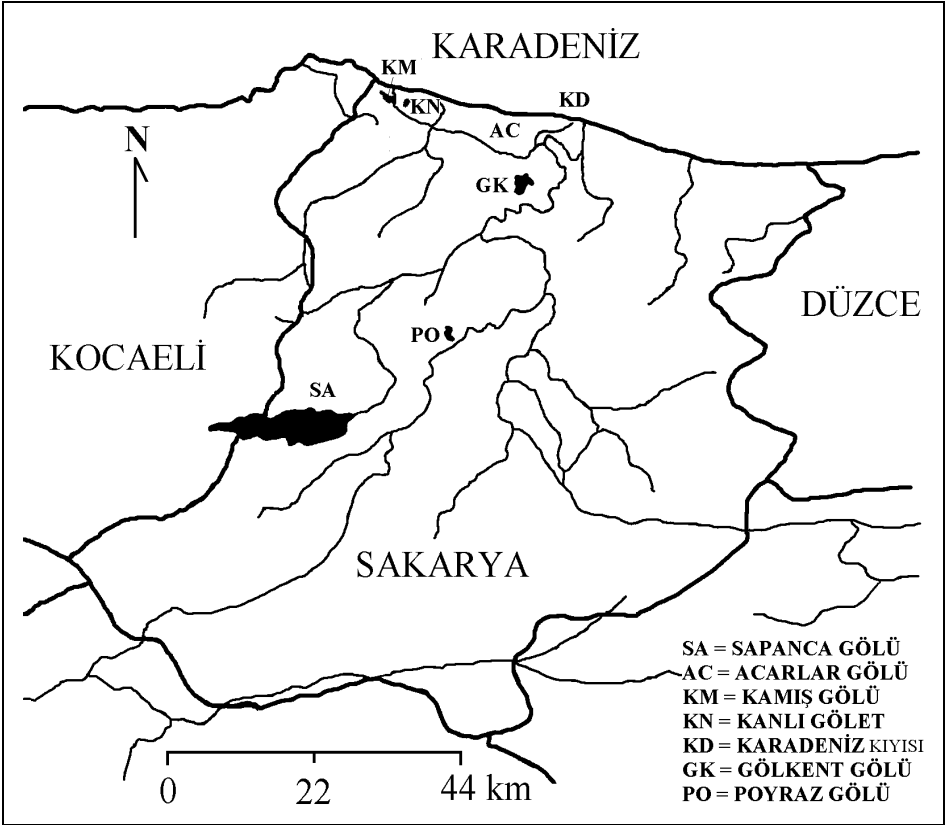 KARADENİZ
KM
KN
KD
AC
N
GK
DÜZCE
PO
KOCAELİ
SA
SAKARYA
SA = SAPANCA GÖLÜ
AC = ACARLAR GÖLÜ
KM = KAMIŞ GÖLÜ
KN = KANLI GÖLET
KD = KARADENİZ KIYISI
GK = GÖLKENT GÖLÜ
PO = POYRAZ GÖLÜ
0 22 44 km